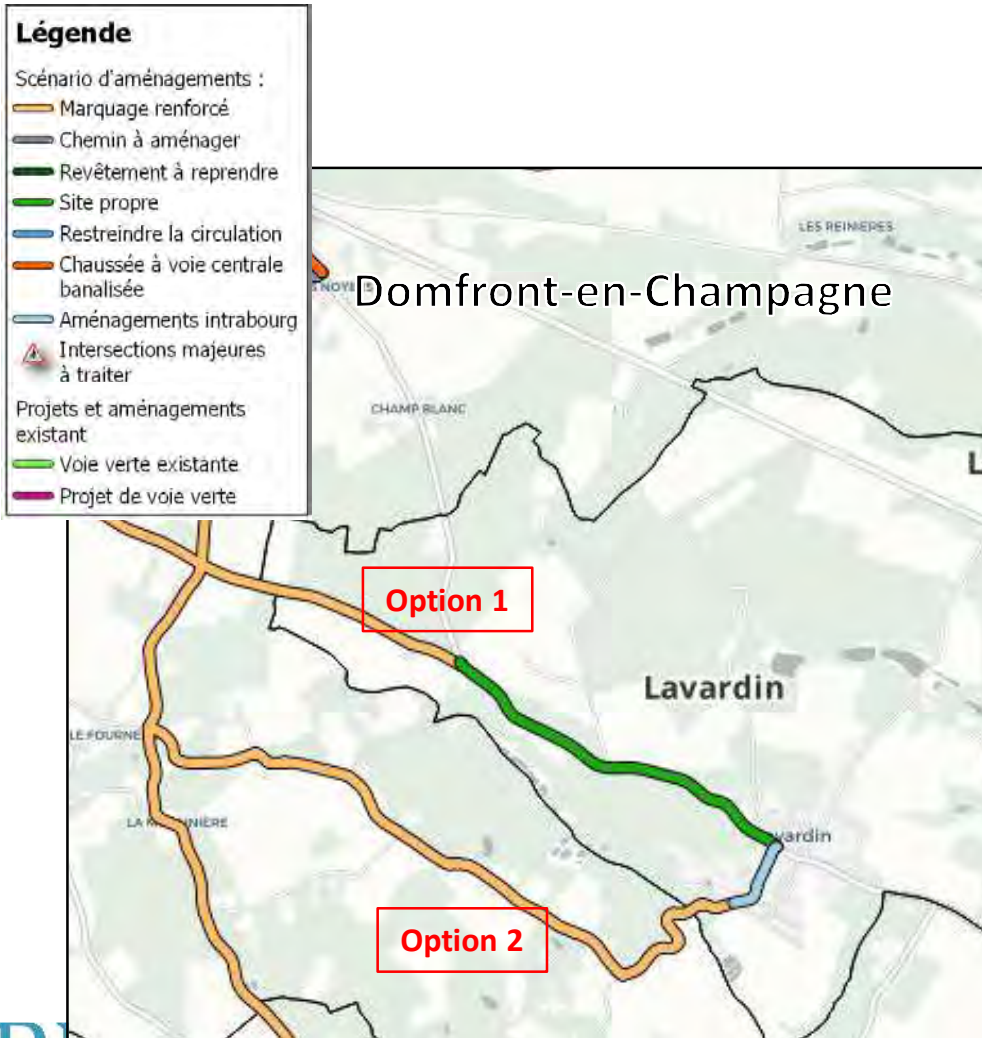 Légende
Scénario d'aménagements :
Marquage renforcé
Chemin à aménager
Revêtement à reprendre
Site propre
Restreindre la circulation
Chaussée à voie centrale
banalisée
Aménagements intrabourg
Intersections majeures
à traiter
Projets et aménagements
existant
Voie verte existante
Projet de voie verte
LES REINIERES
Domfront-en-Champagne
CHAMP BLANC
L
Option 1
Lavardin
LE FOURNE
vardin
Option 2